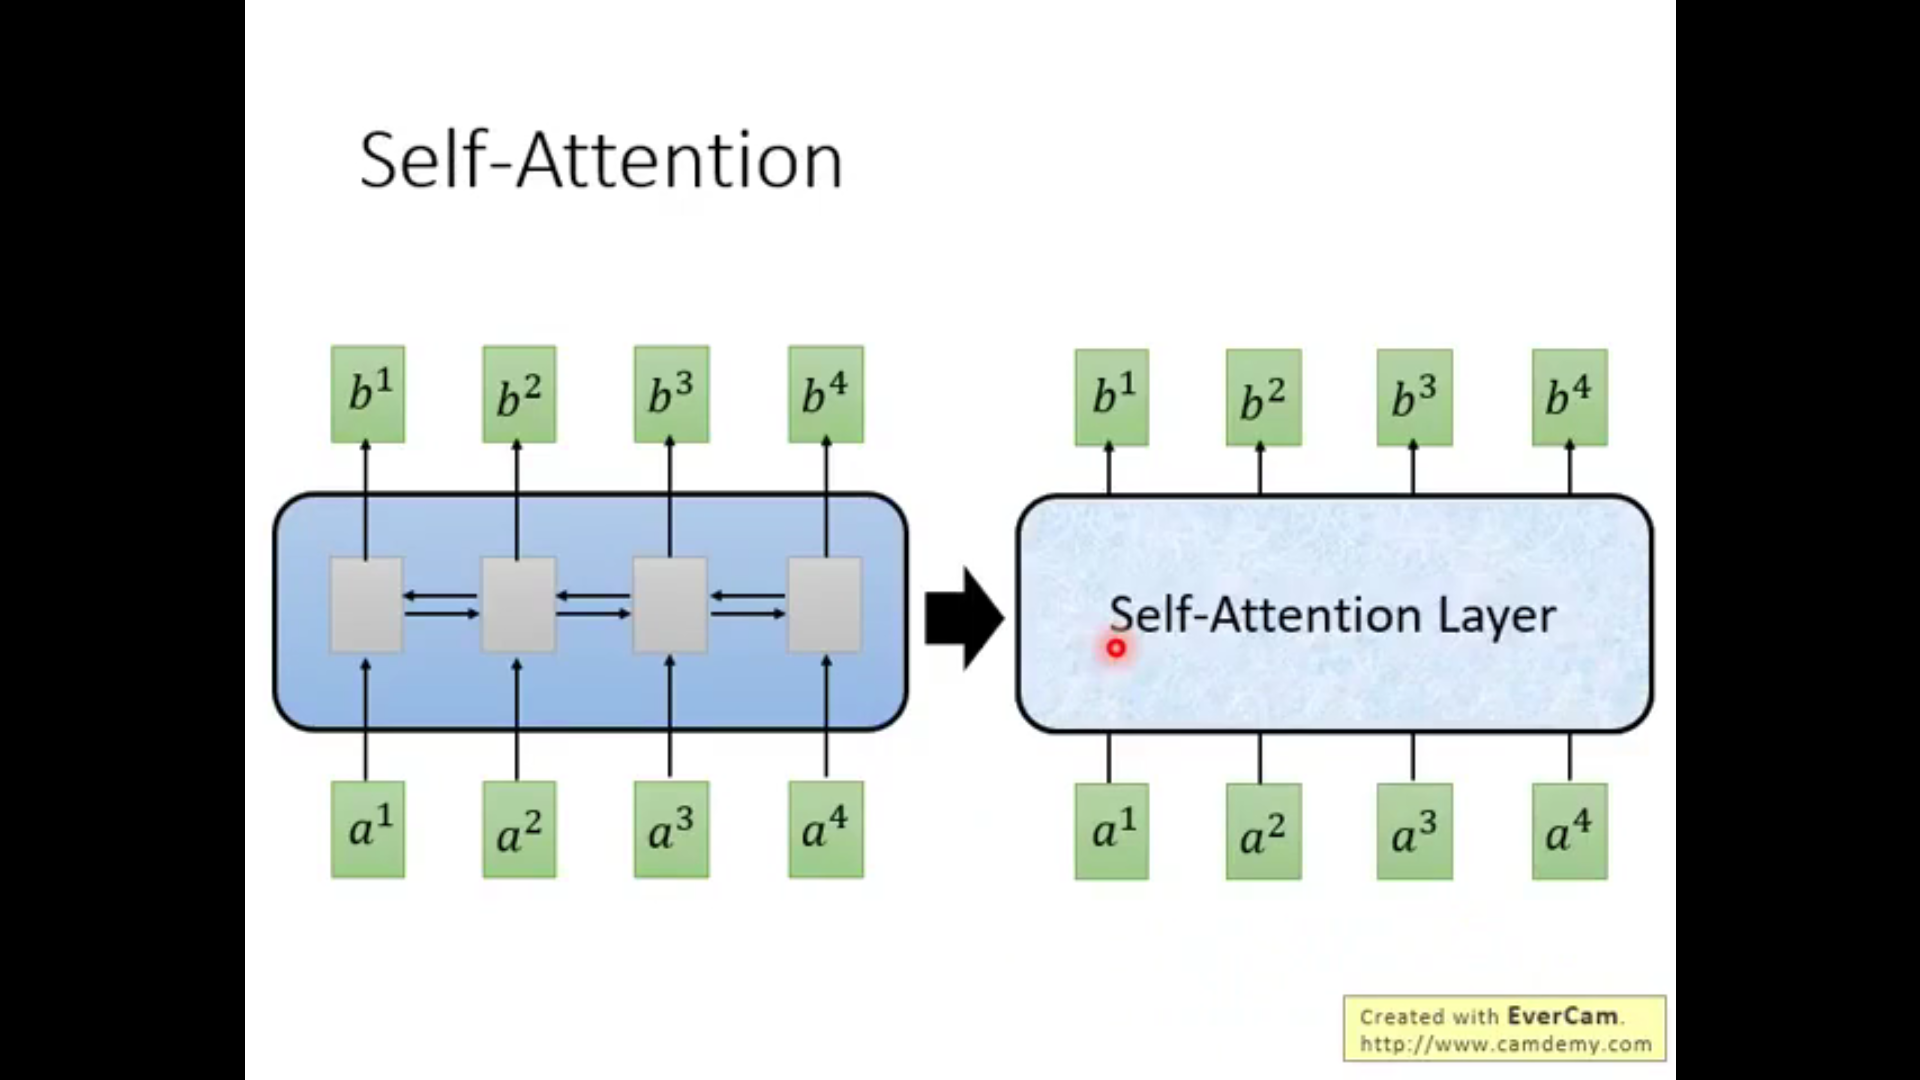 Self-Attention
b¹ b² b³ b⁴ b¹ b² b³ b⁴
Self-Attention Layer
a¹ a² a³ a⁴ a¹ a² a³ a⁴
Created with EverCam.
http://www.camdemy.com